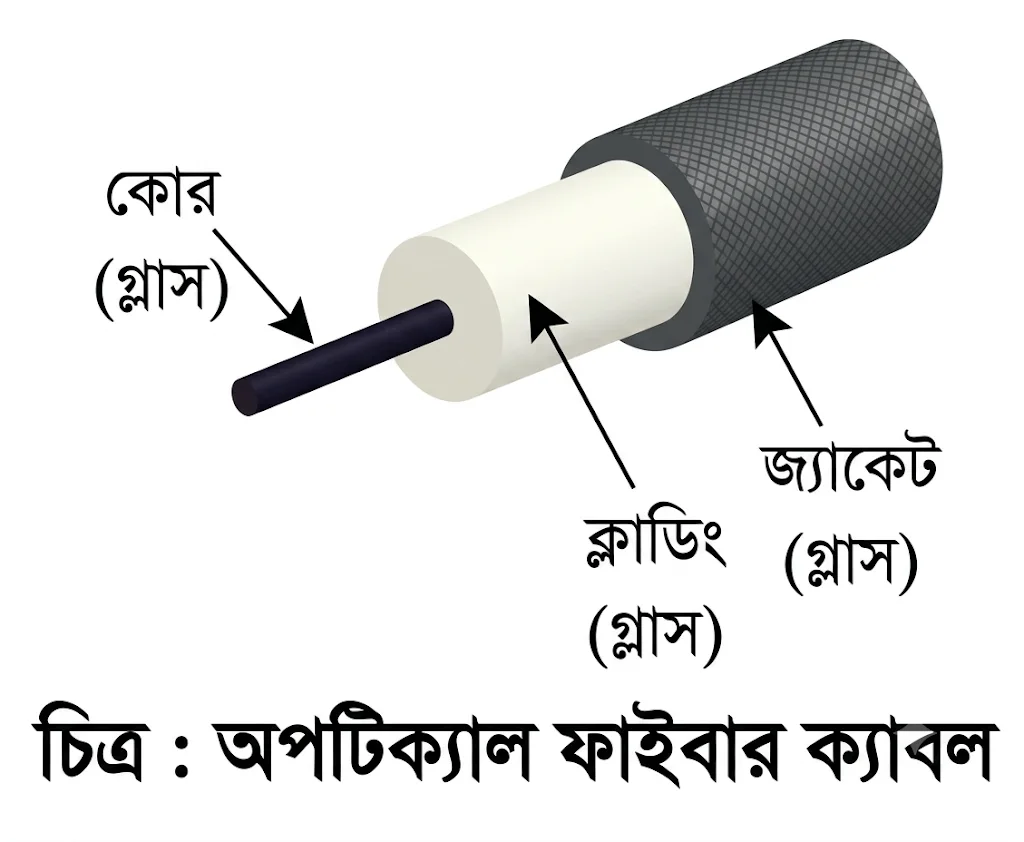 কোর
(গ্লাস)
ক্লাডিং
(গ্লাস)
জ্যাকেট
(গ্লাস)
চিত্র : অপটিক্যাল ফাইবার ক্যাবল